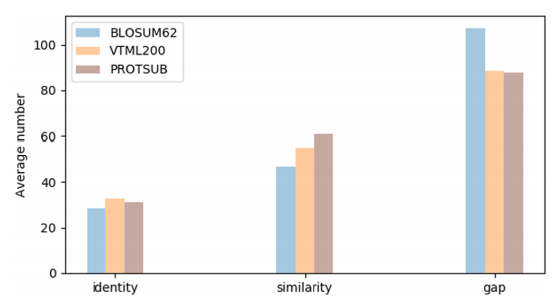 BLOSUM62
VTML200
PROTSUB
Average number
100
80
60
40
20
0
identity similarity gap